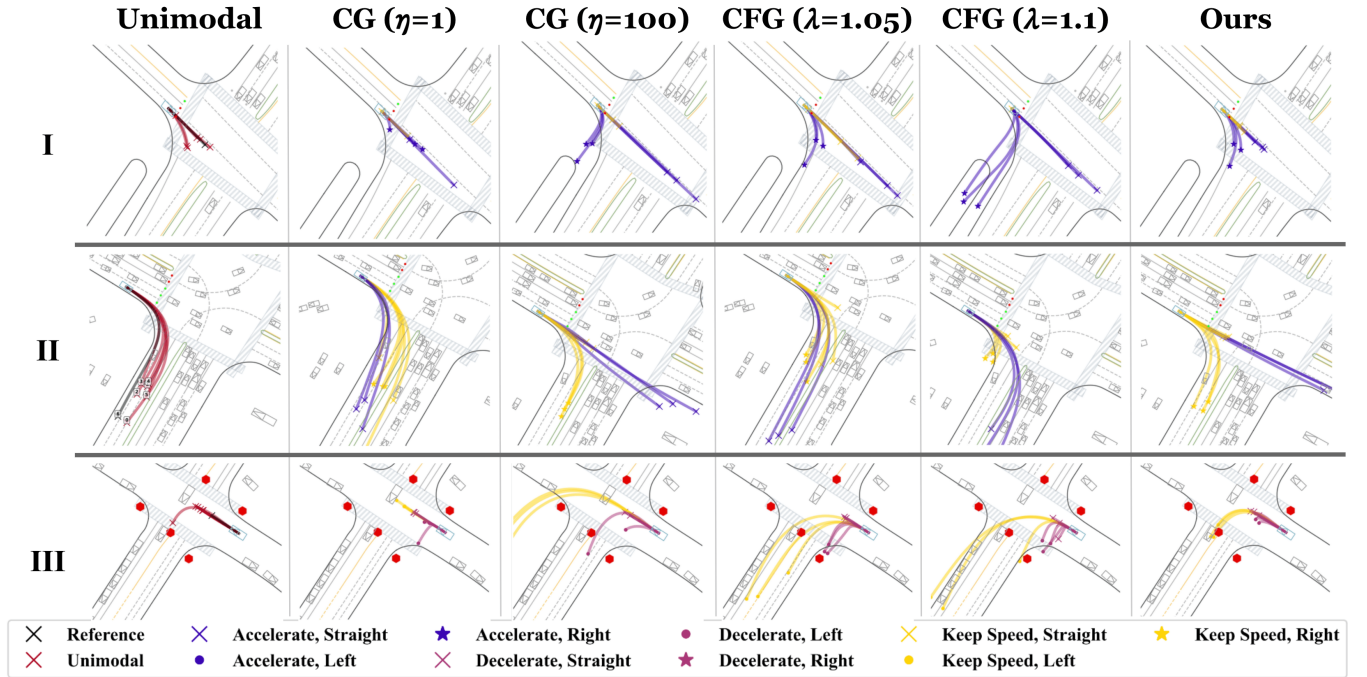 Unimodal CG (η=1) CG (η=100) CFG (λ=1.05) CFG (λ=1.1) Ours
I
II
III
Reference Accelerate, Straight Accelerate, Right Decelerate, Left Keep Speed, Straight Keep Speed, Right
Unimodal Accelerate, Left Decelerate, Straight Decelerate, Right Keep Speed, Left